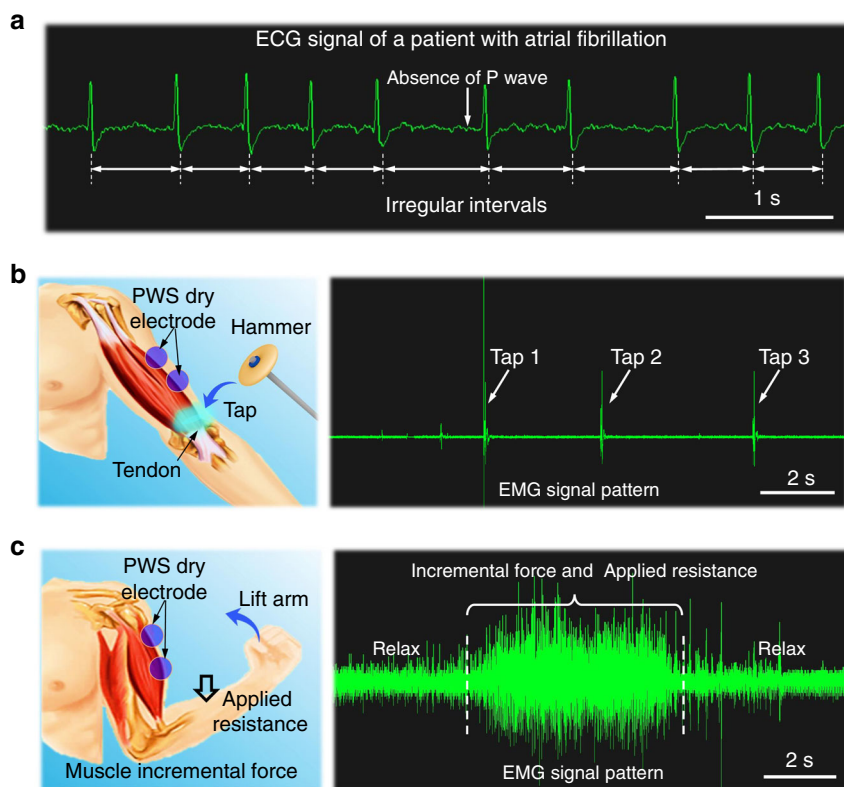 a
ECG signal of a patient with atrial fibrillation
Absence of P wave
Irregular intervals
1 s
b
PWS dry
electrode
Hammer
Tap
Tendon
Tap 1
Tap 2
Tap 3
EMG signal pattern
2 s
c
PWS dry
electrode
Lift arm
Applied
resistance
Muscle incremental force
Incremental force and Applied resistance
Relax
Relax
EMG signal pattern
2 s